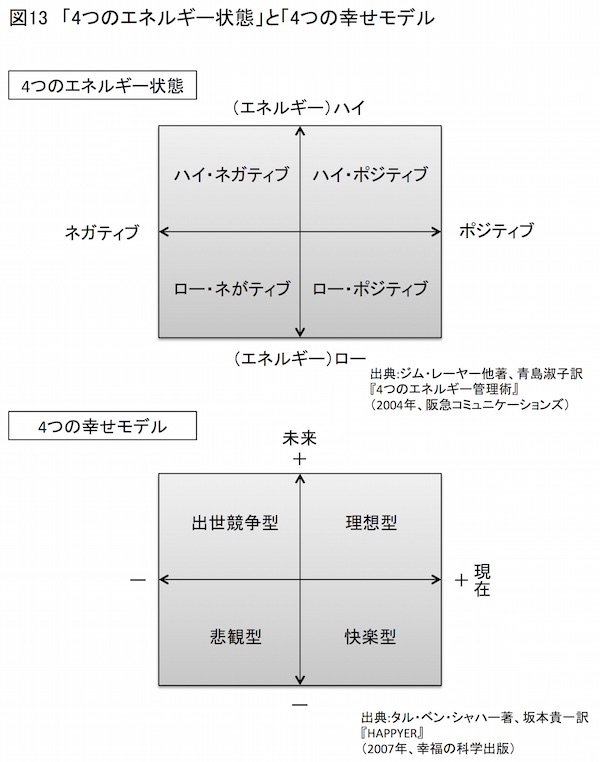 図13 「4つのエネルギー状態」と「4つの幸せモデル
4つのエネルギー状態
（エネルギー）ハイ
ハイ・ネガティブ
ハイ・ポジティブ
ネガティブ
ポジティブ
ロー・ネがティブ
ロー・ポジティブ
（エネルギー）ロー
出典:ジム・レーヤー他著、青島淑子訳
『4つのエネルギー管理術』
（2004年、阪急コミュニケーションズ）
4つの幸せモデル
未来
＋
出世競争型
理想型
－
＋現在
悲観型
快楽型
－
出典:タル・ベン・シャハー著、坂本貴一訳
『HAPPYER』
（2007年、幸福の科学出版）